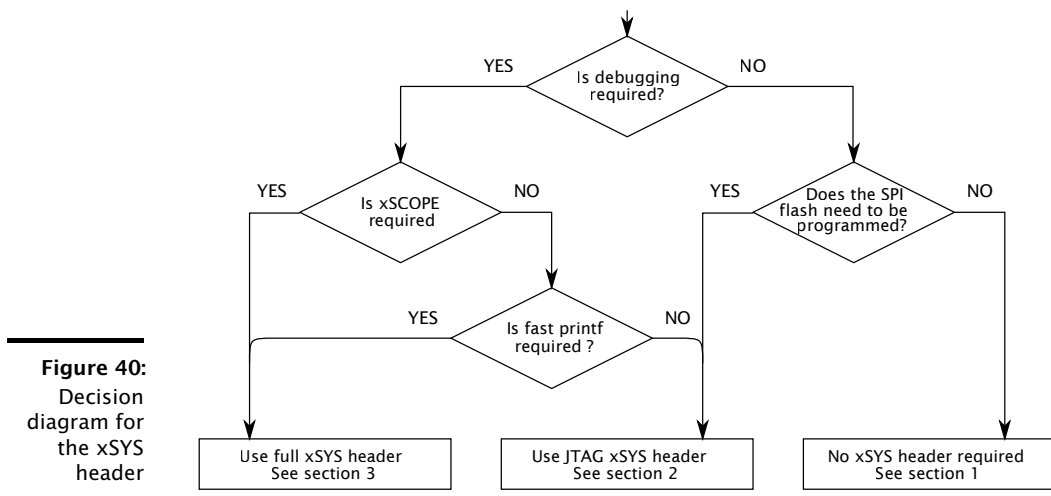 YES
Is debugging
required?
NO
YES
Is xSCOPE
required
NO
YES
Does the SPI
flash need to be
programmed?
NO
YES
Is fast printf
required ?
NO
Figure 40:
Decision
diagram for
the xSYS
header
Use full xSYS header
See section 3
Use JTAG xSYS header
See section 2
No xSYS header required
See section 1